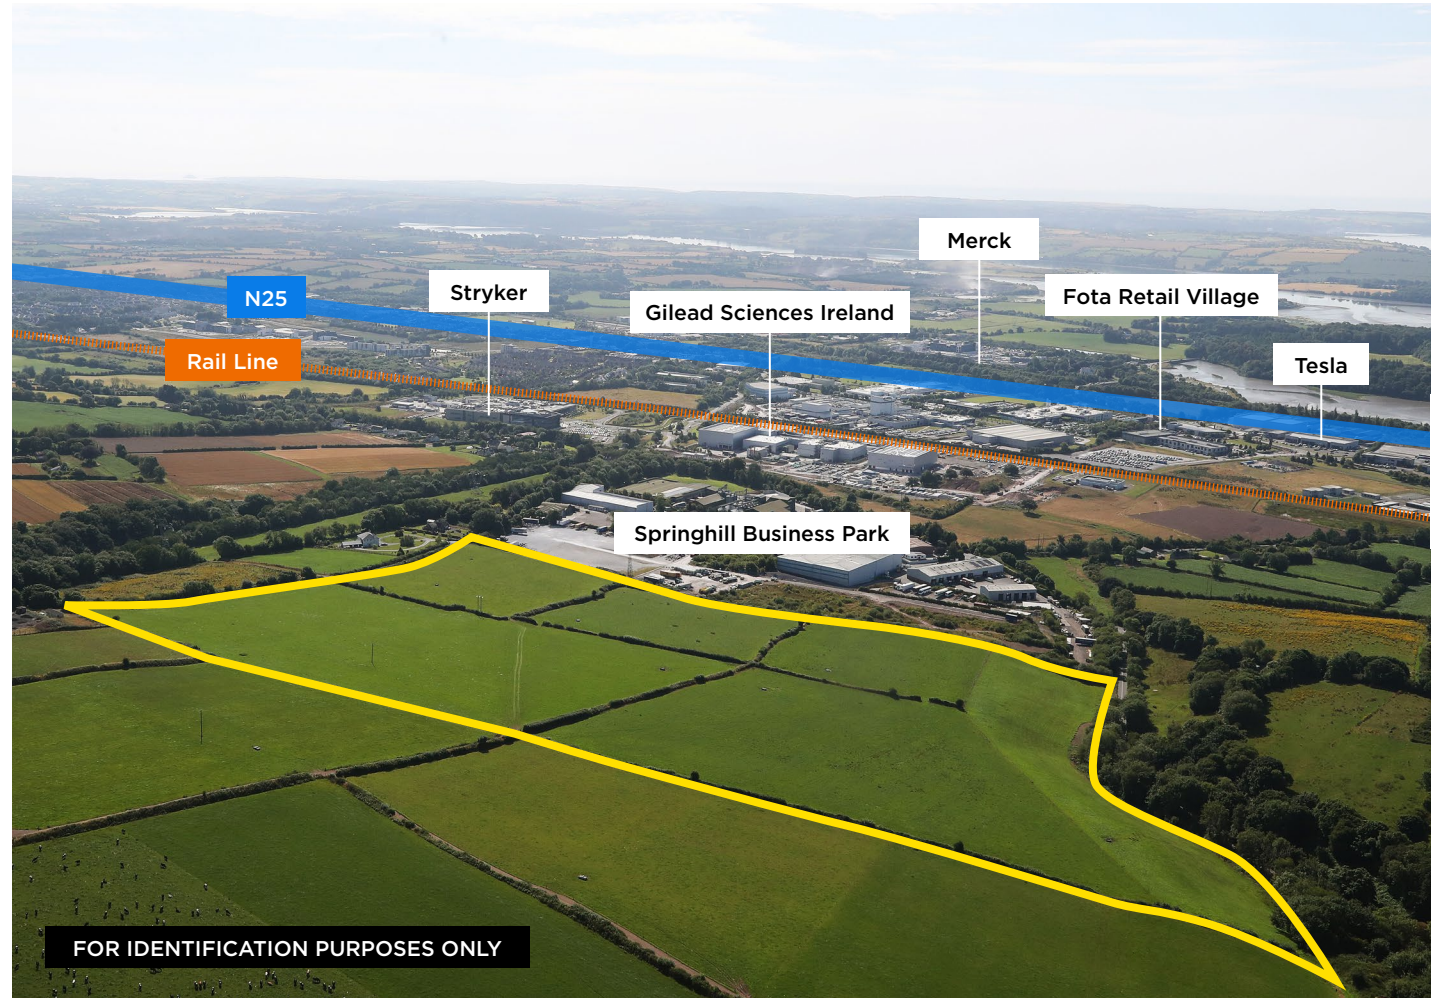 Merck
Stryker
N25
Fota Retail Village
Gilead Sciences Ireland
Rail Line
Tesla
Springhill Business Park
FOR IDENTIFICATION PURPOSES ONLY